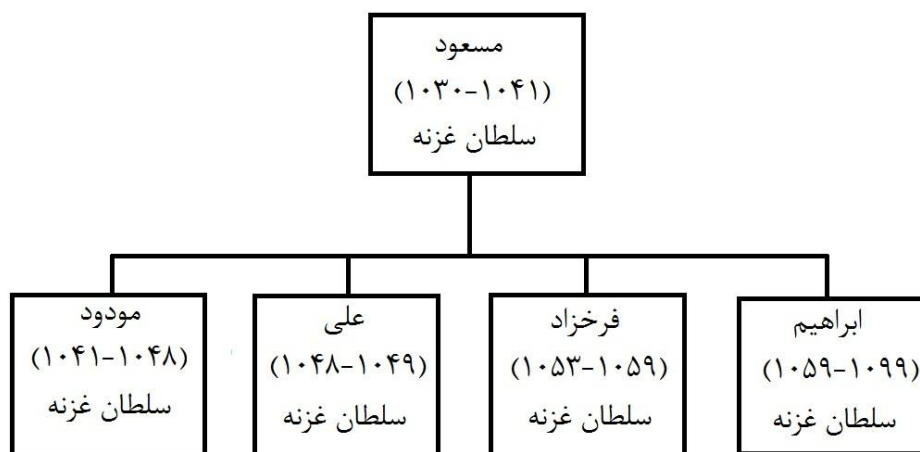 مسعود
(۱۰۳۰-۱۰۴۱)
سلطان غزنه
ابراهیم
(۱۰۵۹-۱۰۹۹)
سلطان غزنه
فرخزاد
(۱۰۵۳-۱۰۵۹)
سلطان غزنه
علی
(۱۰۴۸-۱۰۴۹)
سلطان غزنه
مودود
(۱۰۴۱-۱۰۴۸)
سلطان غزنه